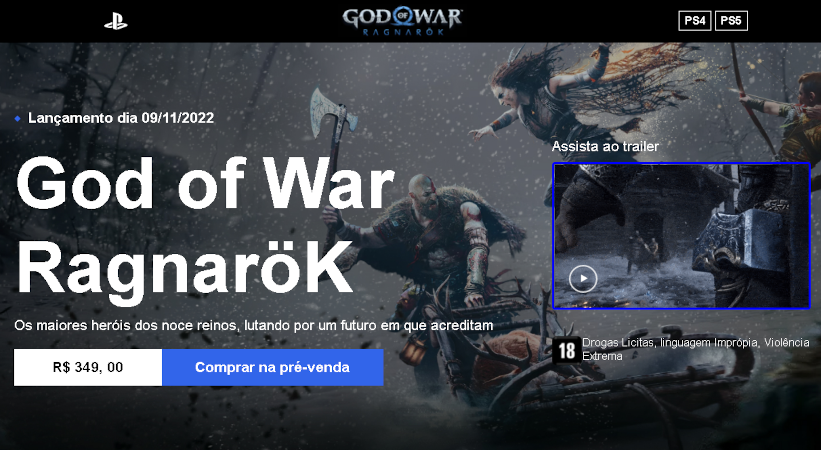 GOD OF WAR
RAGNARÖK
PS4 PS5
Lançamento dia 09/11/2022
God of War
RagnaröK
Os maiores heróis dos noce reinos, lutando por um futuro em que acreditam
R$ 349, 00
Comprar na pré-venda
Assista ao trailer
18
Drogas Licitas, linguagem Imprópia, Violência
Extrema